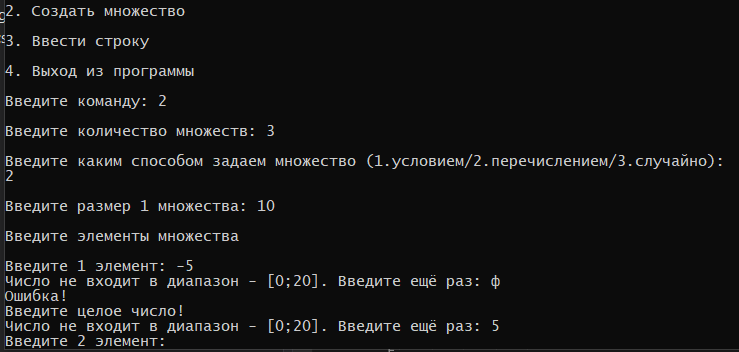 2. Создать множество
3. Ввести строку
4. Выход из программы
Введите команду: 2
Введите количество множеств: 3
Введите каким способом задаем множество (1.условием/2.перечислением/3.случайно):
2
Введите размер 1 множества: 10
Введите элементы множества
Введите 1 элемент: -5
Число не входит в диапазон - [0;20]. Введите ещё раз: ф
Ошибка!
Введите целое число!
Число не входит в диапазон - [0;20]. Введите ещё раз: 5
Введите 2 элемент: